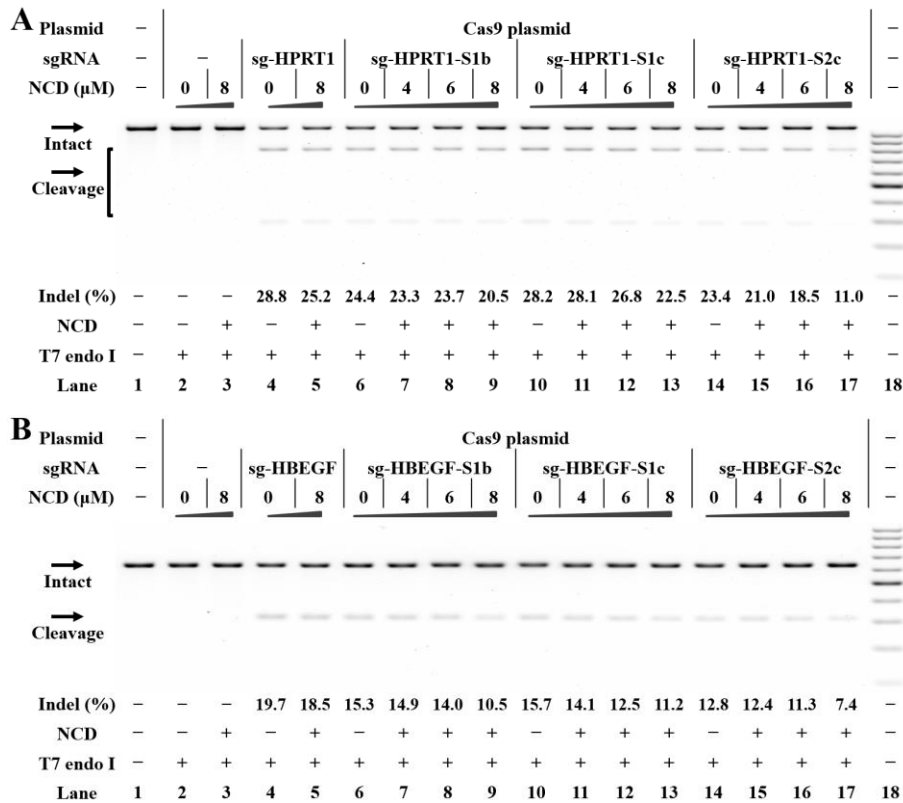 A
Plasmid – Cas9 plasmid –
sgRNA – – sg-HPRT1 sg-HPRT1-S1b sg-HPRT1-S1c sg-HPRT1-S2c –
NCD (μM) – 0 8 0 8 0 4 6 8 0 4 6 8 0 4 6 8 –
Intact
Cleavage
Indel (%) – – – 28.8 25.2 24.4 23.3 23.7 20.5 28.2 28.1 26.8 22.5 23.4 21.0 18.5 11.0 –
NCD – – + – + – + + + – + + + – + + + –
T7 endo I – + + + + + + + + + + + + + + + + –
Lane 1 2 3 4 5 6 7 8 9 10 11 12 13 14 15 16 17 18
B
Plasmid – Cas9 plasmid –
sgRNA – – sg-HBEGF sg-HBEGF-S1b sg-HBEGF-S1c sg-HBEGF-S2c –
NCD (μM) – 0 8 0 8 0 4 6 8 0 4 6 8 0 4 6 8 –
Intact
Cleavage
Indel (%) – – – 19.7 18.5 15.3 14.9 14.0 10.5 15.7 14.1 12.5 11.2 12.8 12.4 11.3 7.4 –
NCD – – + – + – + + + – + + + – + + + –
T7 endo I – + + + + + + + + + + + + + + + + –
Lane 1 2 3 4 5 6 7 8 9 10 11 12 13 14 15 16 17 18